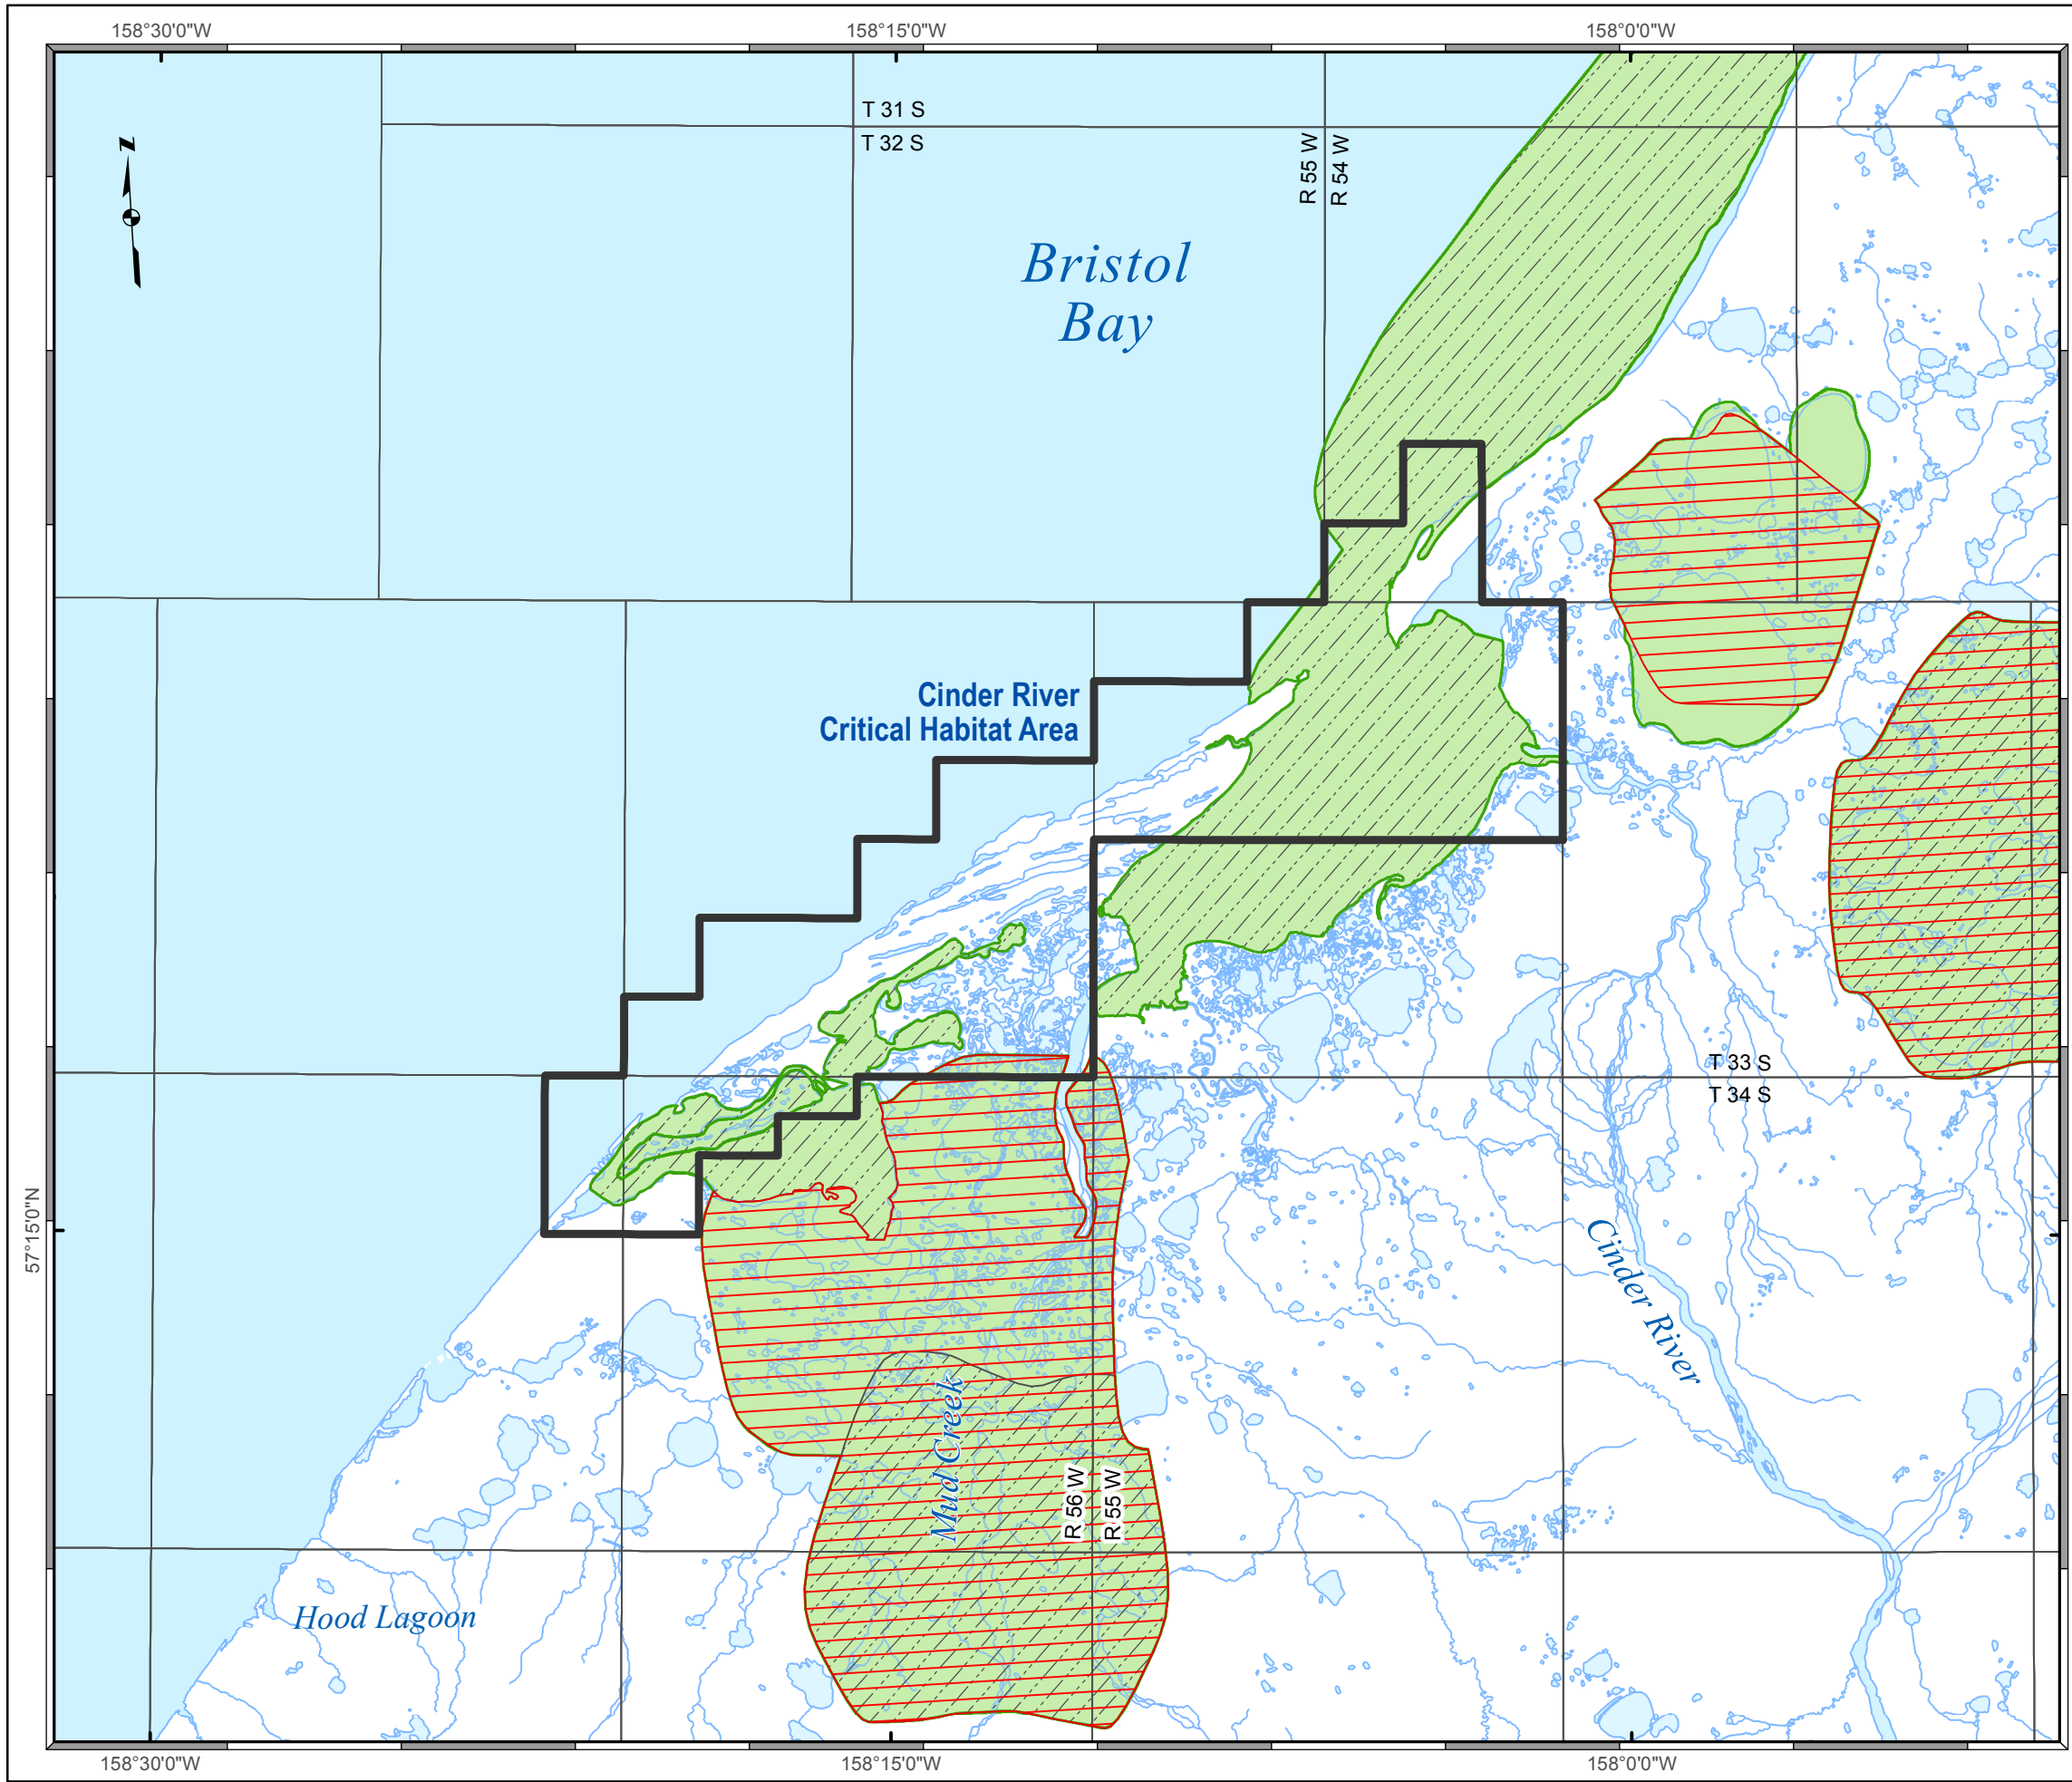 158°30'0"W
158°15'0"W
158°0'0"W
T 31 S
T 32 S
R 55 W
R 54 W
z
Bristol
Bay
Cinder River
Critical Habitat Area
T 33 S
T 34 S
57°15'0"N
Cinder River
Mud Creek
R 56 W
R 55 W
Hood Lagoon
158°30'0"W
158°15'0"W
158°0'0"W